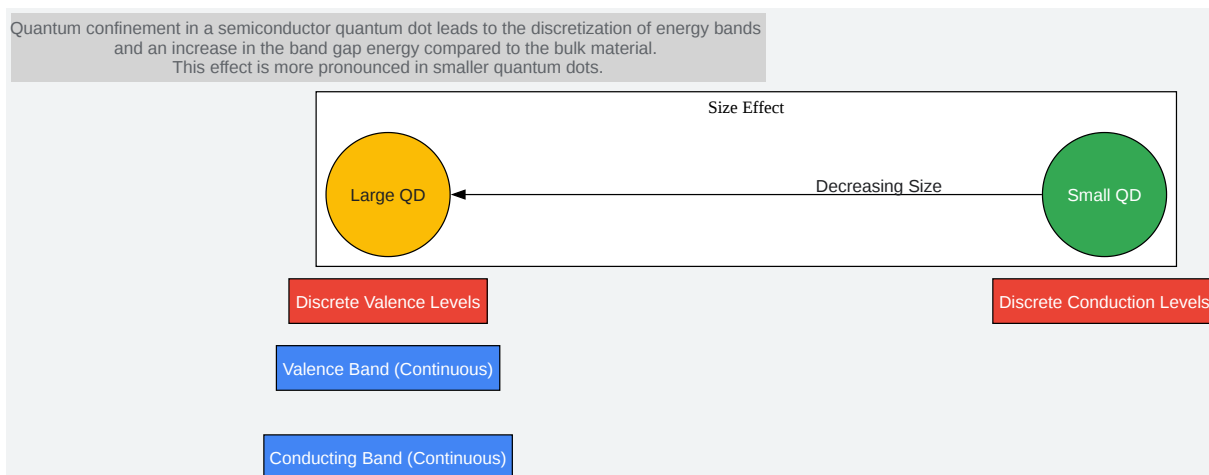 Quantum confinement in a semiconductor quantum dot leads to the discretization of energy bands
and an increase in the band gap energy compared to the bulk material.
This effect is more pronounced in smaller quantum dots.
Size Effect
Large QD
Decreasing Size
Small QD
Discrete Valence Levels
Discrete Conduction Levels
Valence Band (Continuous)
Conducting Band (Continuous)